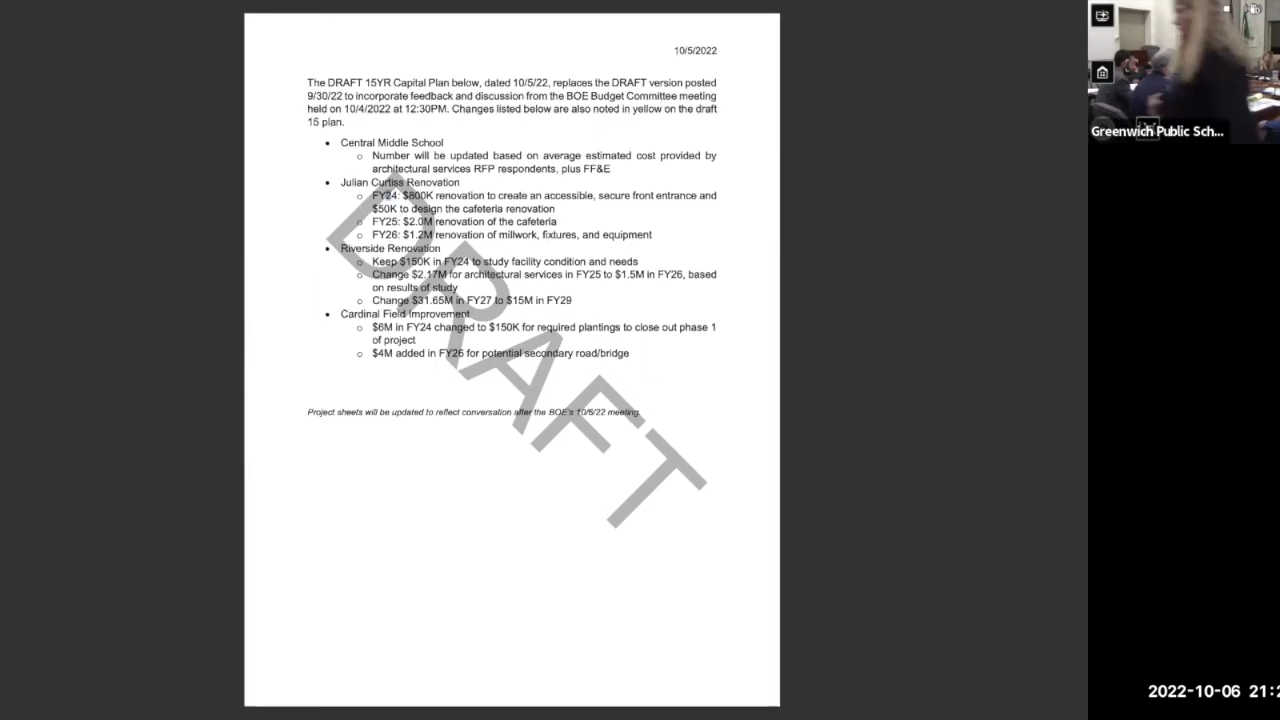 10/5/2022
The DRAFT 15YR Capital Plan below, dated 10/5/22, replaces the DRAFT version posted
9/30/22 to incorporate feedback and discussion from the BOE Budget Committee meeting
held on 10/4/2022 at 12:30PM. Changes listed below are also noted in yellow on the draft
15 plan.
• Central Middle School
o Number will be updated based on average estimated cost provided by
architectural services RFP respondents, plus FF&E
• Julian Curtiss Renovation
o FY24: $800K renovation to create an accessible, secure front entrance and
$50K to design the cafeteria renovation
o FY25: $2.0M renovation of the cafeteria
o FY26: $1.2M renovation of millwork, fixtures, and equipment
• Riverside Renovation
o Keep $150K in FY24 to study facility condition and needs
o Change $2.17M for architectural services in FY25 to $1.5M in FY26, based
on results of study
o Change $31.65M in FY27 to $15M in FY29
• Cardinal Field Improvement
o $6M in FY24 changed to $150K for required plantings to close out phase 1
of project
o $4M added in FY26 for potential secondary road/bridge
Project sheets will be updated to reflect conversation after the BOE's 10/6/22 meeting.
DRAFT
Greenwich Public Sch...
2022-10-06 21:2